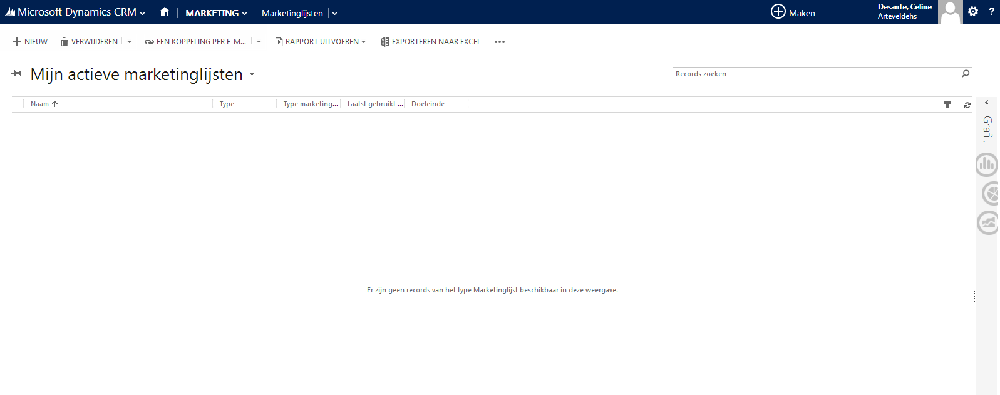 Microsoft Dynamics CRM MARKETING Marketinglijsten Maken Desante, Celine ?
Arteveldehs
NIEUW VERWIJDEREN EEN KOPPELING PER E-M... RAPPORT UITVOEREN EXPORTEREN NAAR EXCEL
Mijn actieve marketinglijsten
Records zoeken
Naam Type Type marketing... Laatst gebruikt ... Doeleinde
Grafi...
Er zijn geen records van het type Marketinglijst beschikbaar in deze weergave.